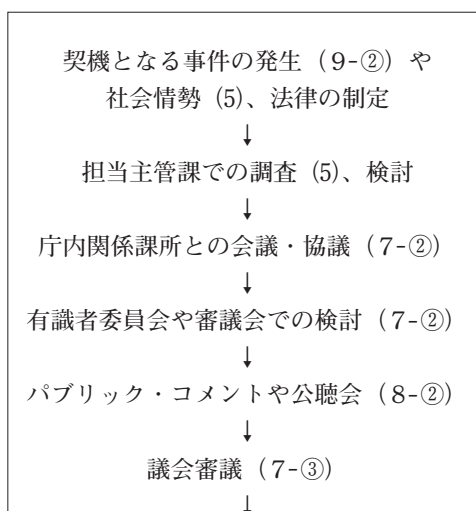 契機となる事件の発生（9-②）や
社会情勢（5）、法律の制定
↓
担当主管課での調査（5）、検討
↓
庁内関係課所との会議・協議（7-②）
↓
有識者委員会や審議会での検討（7-②）
↓
パブリック・コメントや公聴会（8-②）
↓
議会審議（7-③）
↓